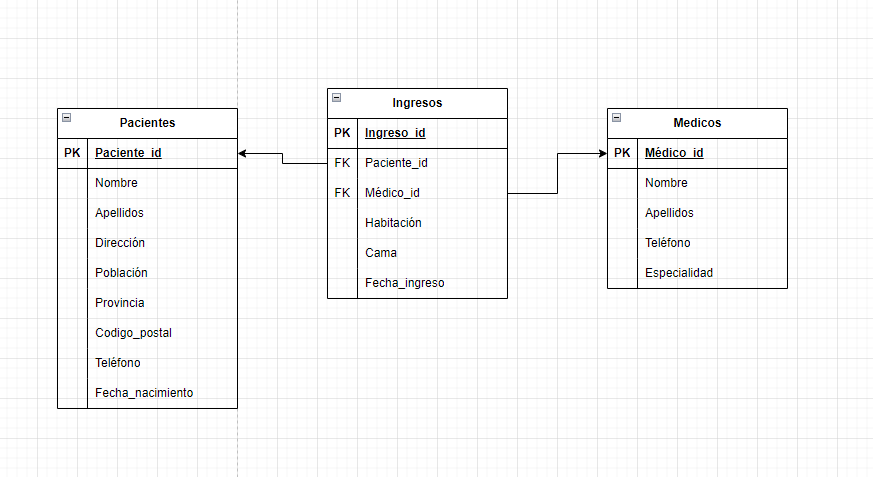 Pacientes
PK Paciente_id
Nombre
Apellidos
Dirección
Población
Provincia
Codigo_postal
Teléfono
Fecha_nacimiento
Ingresos
PK Ingreso_id
FK Paciente_id
FK Médico_id
Habitación
Cama
Fecha_ingreso
Medicos
PK Médico_id
Nombre
Apellidos
Teléfono
Especialidad